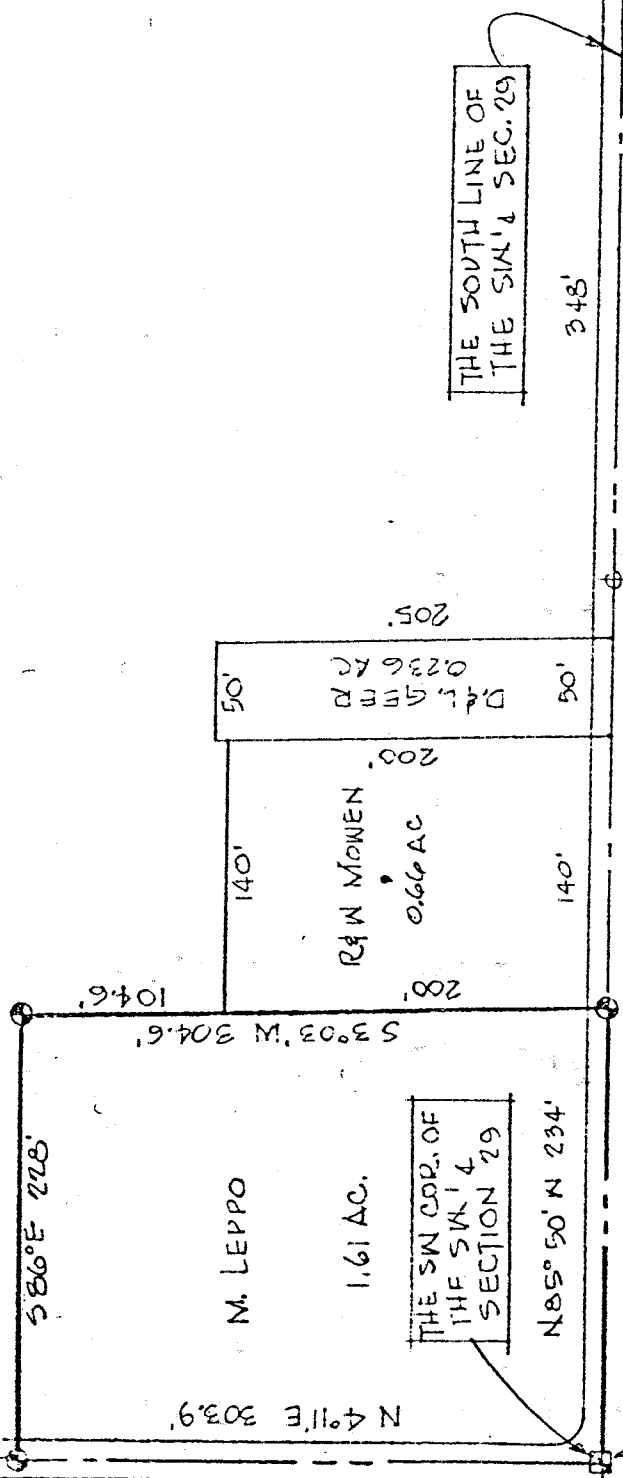 S 86°E 228'
M. LEPPO
1.61 AC.
N 4°11'E 303.9'
S 3°03'W 304.6'
104.6'
200'
THE SW COR. OF
THE SW 1/4
SECTION 29
N 85° 50' W 234'
140'
R & W MOWEN
0.66 AC
140'
200'
50'
D. & L. GEER
0.236 AC
50'
205'
THE SOUTH LINE OF
THE SW 1/4 SEC. 29
348'